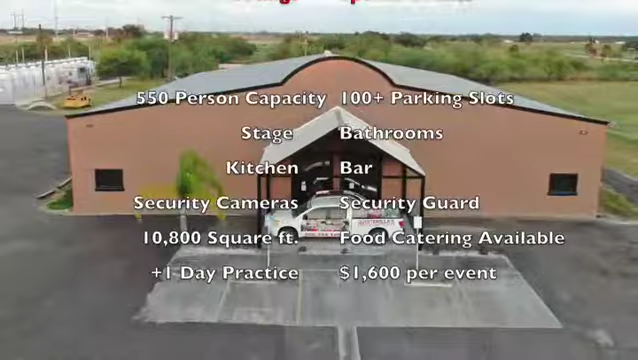 550 Person Capacity 100+ Parking Slots
Stage Bathrooms
Kitchen Bar
Security Cameras Security Guard
10,800 Square ft. Food Catering Available
+1 Day Practice $1,600 per event